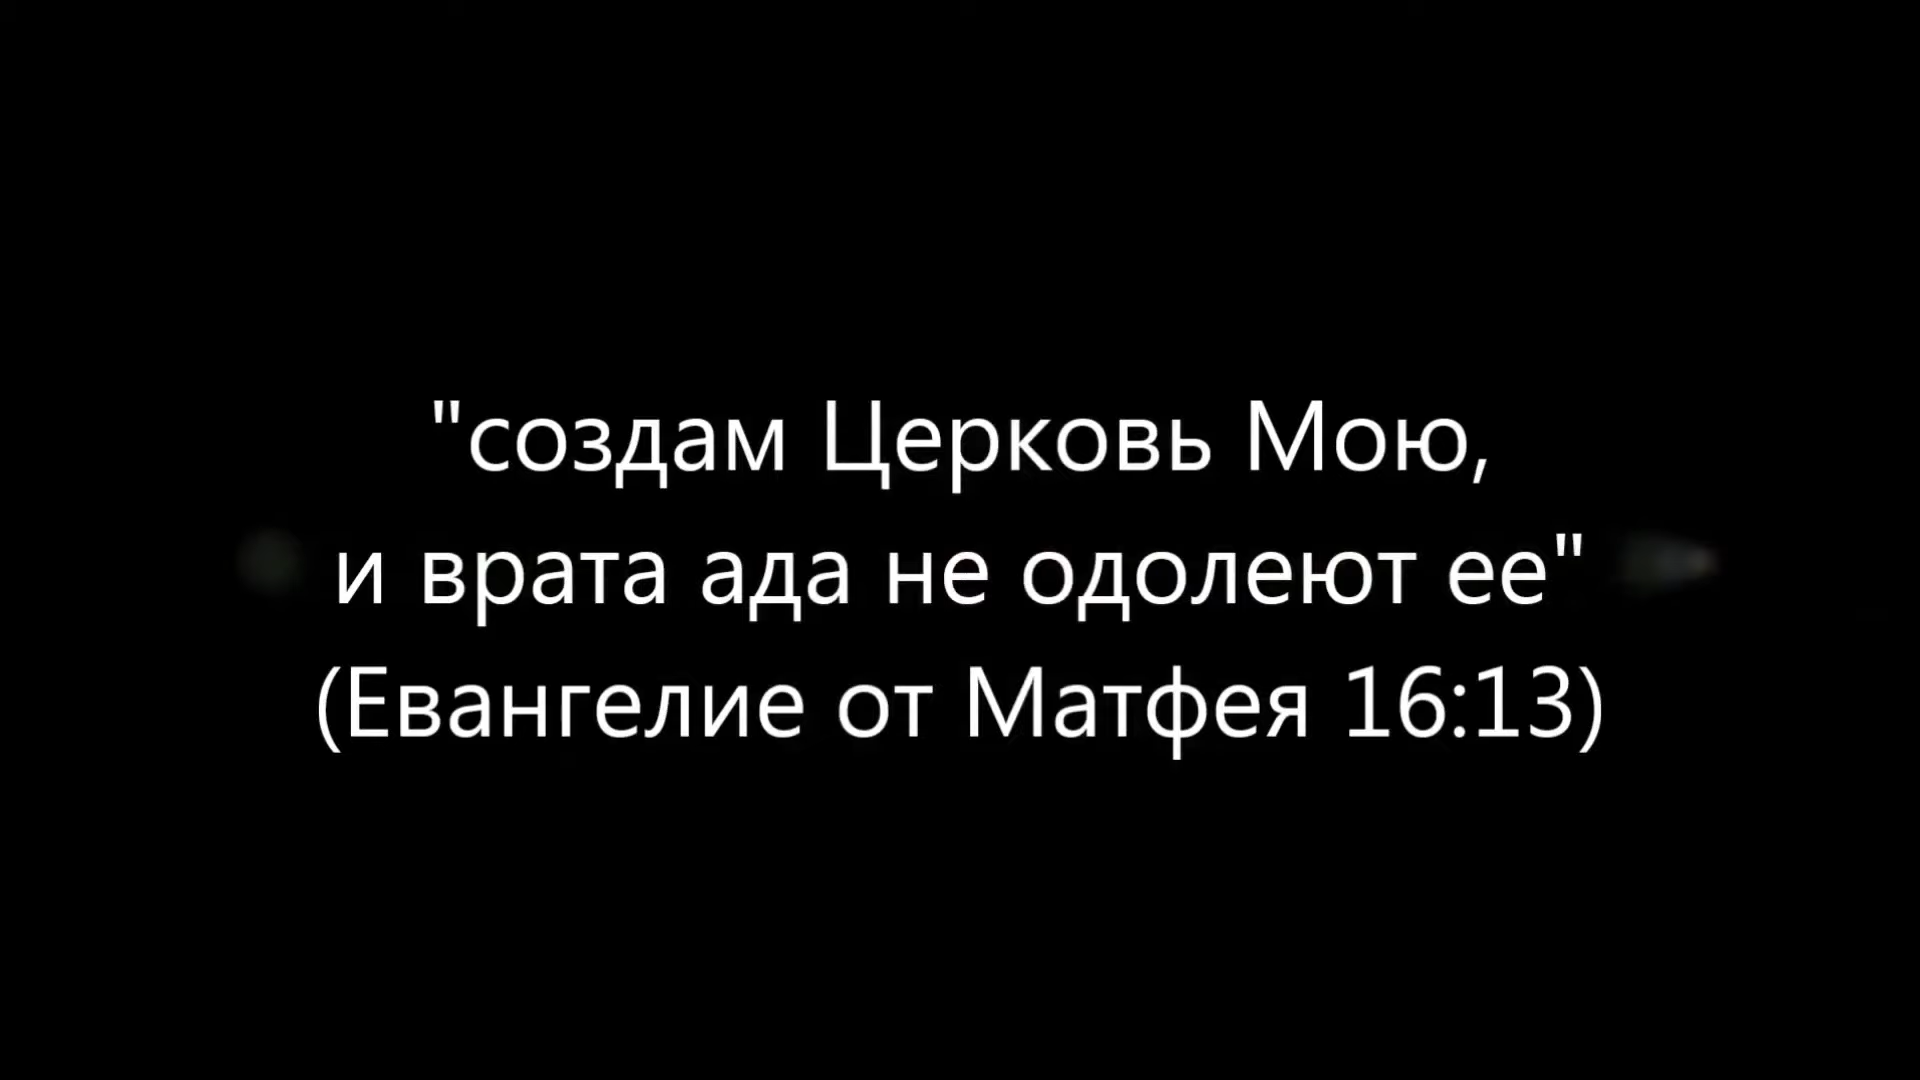 "создам Церковь Мою,
и врата ада не одолеют ее"
(Евангелие от Матфея 16:13)